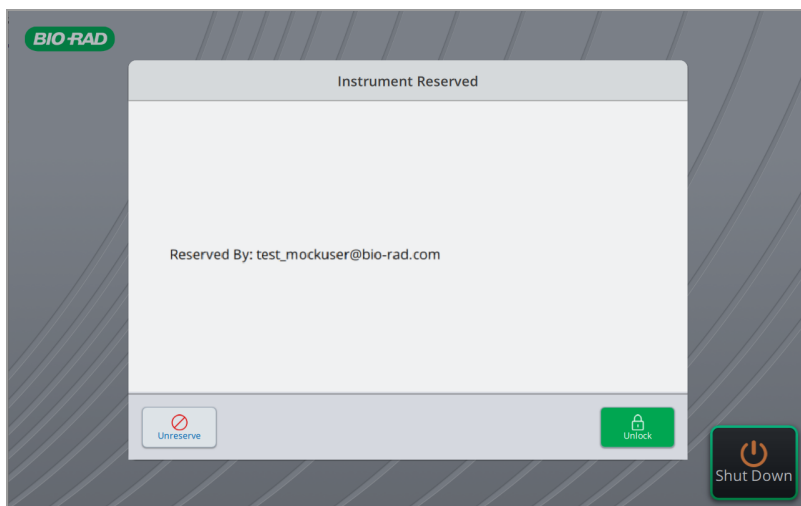 BIO-RAD
Instrument Reserved
Reserved By: test_mockuser@bio-rad.com
Unreserve
Unlock
Shut Down